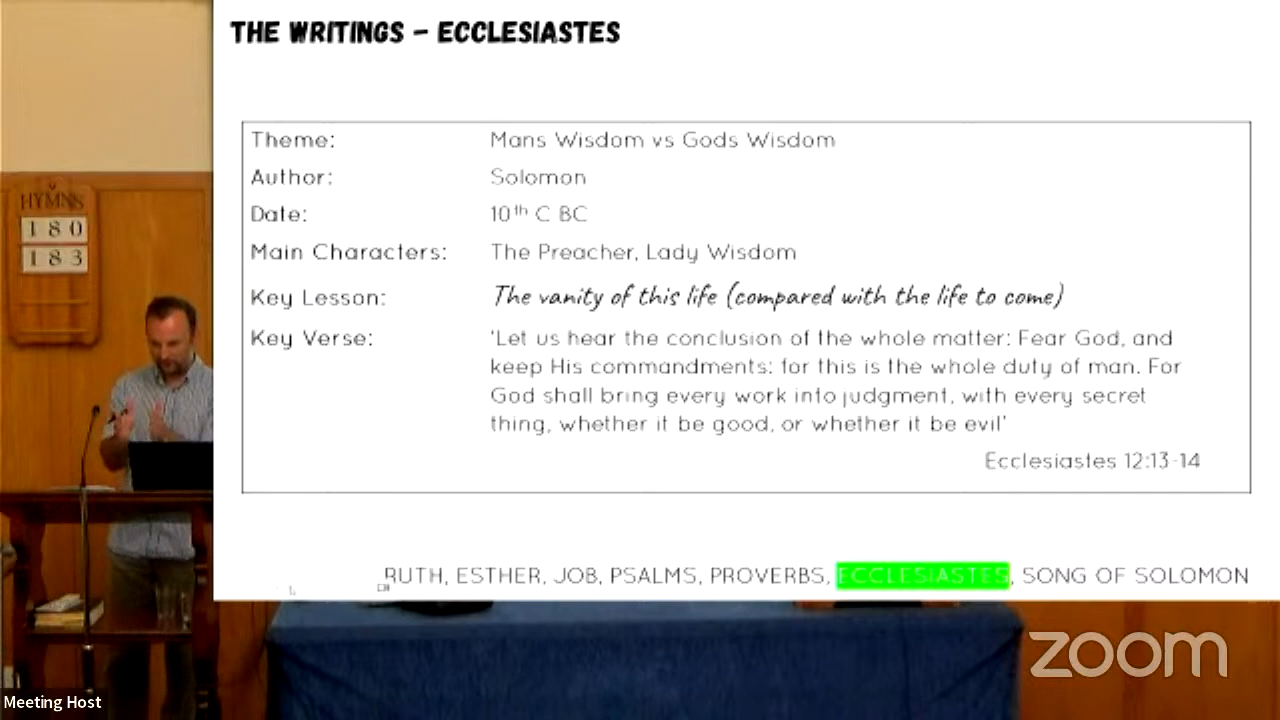 THE WRITINGS – ECCLESIASTES
Theme: Mans Wisdom vs Gods Wisdom
Author: Solomon
Date: 10th C BC
Main Characters: The Preacher, Lady Wisdom
Key Lesson: The vanity of this life (compared with the life to come)
Key Verse: 'Let us hear the conclusion of the whole matter: Fear God, and
keep His commandments: for this is the whole duty of man. For
God shall bring every work into judgment, with every secret
thing, whether it be good, or whether it be evil'
Ecclesiastes 12:13-14
RUTH, ESTHER, JOB, PSALMS, PROVERBS, ECCLESIASTES, SONG OF SOLOMON
HYMNS
180
183
zoom
Meeting Host